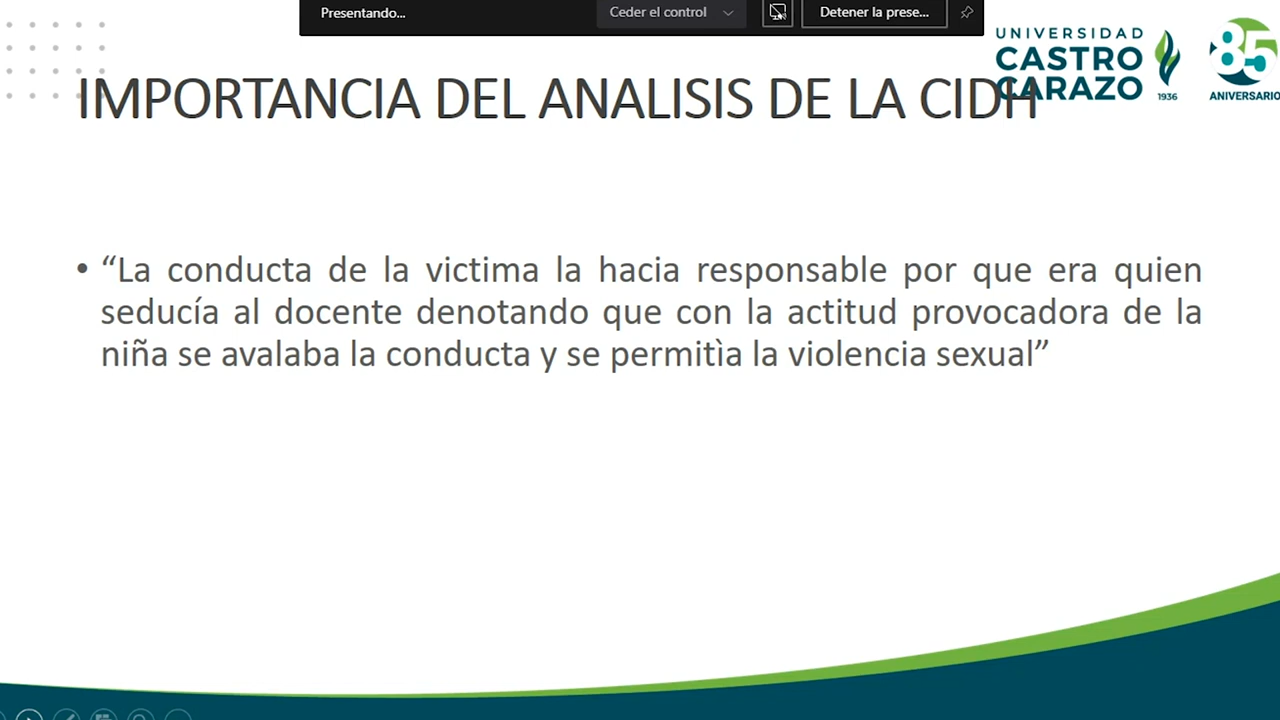 Presentando...
Ceder el control
Detener la prese...
UNIVERSIDAD
CASTRO
CARAZO
1936
85
ANIVERSARIO
IMPORTANCIA DEL ANALISIS DE LA CIDH
• “La conducta de la victima la hacia responsable por que era quien
seducía al docente denotando que con la actitud provocadora de la
niña se avalaba la conducta y se permitìa la violencia sexual”